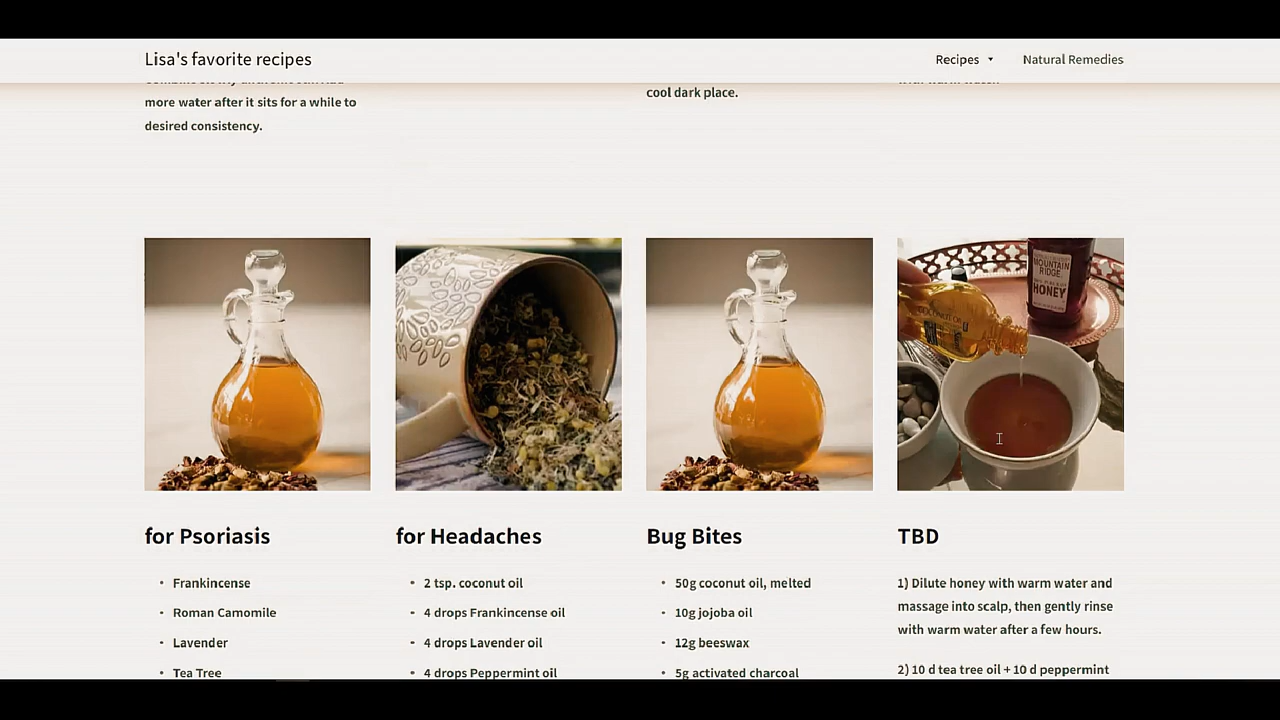 Lisa's favorite recipes
Recipes
Natural Remedies
more water after it sits for a while to
desired consistency.
cool dark place.
MOUNTAIN
RIDGE
HONEY
COCONUT OIL
for Psoriasis
Frankincense
Roman Camomile
Lavender
Tea Tree
for Headaches
2 tsp. coconut oil
4 drops Frankincense oil
4 drops Lavender oil
4 drops Peppermint oil
Bug Bites
50g coconut oil, melted
10g jojoba oil
12g beeswax
5g activated charcoal
TBD
1) Dilute honey with warm water and
massage into scalp, then gently rinse
with warm water after a few hours.
2) 10 d tea tree oil + 10 d peppermint